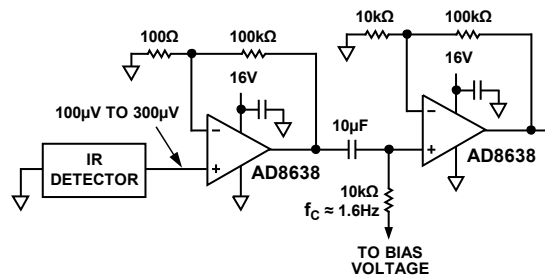 100Ω
100kΩ
10kΩ
100kΩ
16V
16V
100µV TO 300µV
10µF
–
–
+
+
IR
DETECTOR
AD8638
AD8638
10kΩ
fC ≈ 1.6Hz
TO BIAS
VOLTAGE